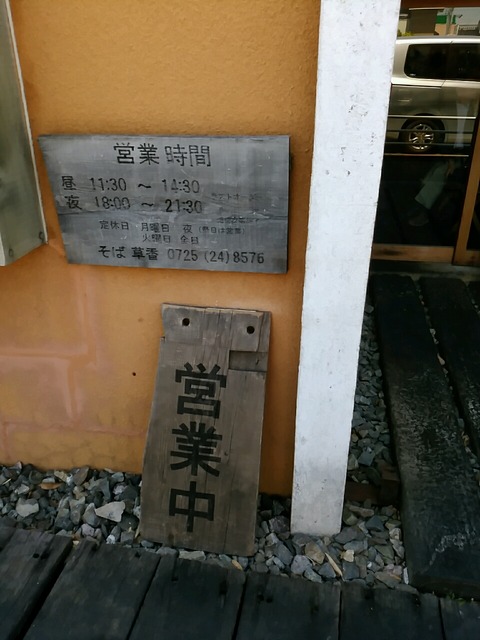 営業時間
昼 11:30 ～ 14:30
夜 18:00 ～ 21:30
定休日 月曜日 夜
火曜日 全日
そば 草香 0725(24)8576
営業中